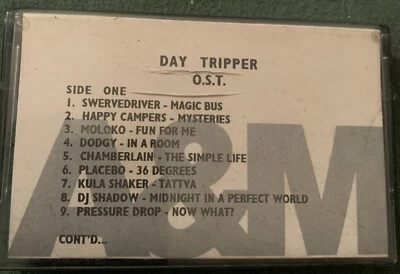 DAY TRIPPER
O.S.T.
SIDE ONE
1. SWERVEDRIVER - MAGIC BUS
2. HAPPY CAMPERS - MYSTERIES
3. MOLOKO - FUN FOR ME
4. DODGY - IN A ROOM
5. CHAMBERLAIN - THE SIMPLE LIFE
6. PLACEBO - 36 DEGREES
7. KULA SHAKER - TATTVA
8. DJ SHADOW - MIDNIGHT IN A PERFECT WORLD
9. PRESSURE DROP - NOW WHAT?
CONT'D...
A&M